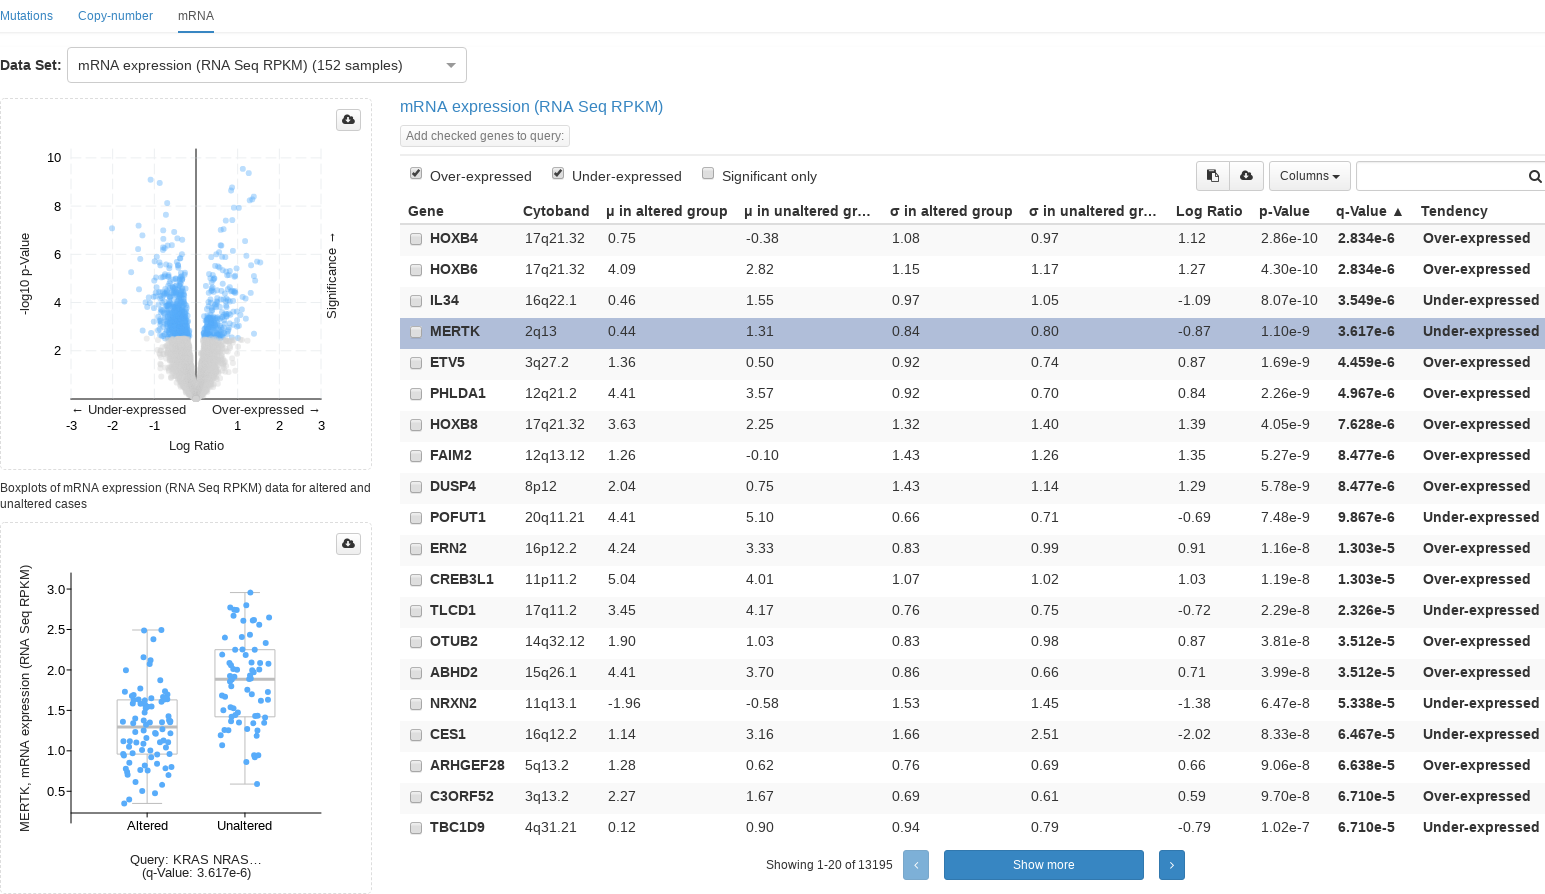 Mutations Copy-number mRNA
Data Set: mRNA expression (RNA Seq RPKM) (152 samples)
10
8
6
4
2
-log10 p-Value
Significance →
← Under-expressed Over-expressed →
-3 -2 -1 1 2 3
Log Ratio
Boxplots of mRNA expression (RNA Seq RPKM) data for altered and
unaltered cases
3.0
2.5
2.0
1.5
1.0
0.5
MERTK, mRNA expression (RNA Seq RPKM)
Altered Unaltered
Query: KRAS NRAS…
(q-Value: 3.617e-6)
mRNA expression (RNA Seq RPKM)
Add checked genes to query:
Over-expressed Under-expressed Significant only Columns
Gene Cytoband μ in altered group μ in unaltered gr… σ in altered group σ in unaltered gr… Log Ratio p-Value q-Value ▲ Tendency
HOXB4 17q21.32 0.75 -0.38 1.08 0.97 1.12 2.86e-10 2.834e-6 Over-expressed
HOXB6 17q21.32 4.09 2.82 1.15 1.17 1.27 4.30e-10 2.834e-6 Over-expressed
IL34 16q22.1 0.46 1.55 0.97 1.05 -1.09 8.07e-10 3.549e-6 Under-expressed
MERTK 2q13 0.44 1.31 0.84 0.80 -0.87 1.10e-9 3.617e-6 Under-expressed
ETV5 3q27.2 1.36 0.50 0.92 0.74 0.87 1.69e-9 4.459e-6 Over-expressed
PHLDA1 12q21.2 4.41 3.57 0.92 0.70 0.84 2.26e-9 4.967e-6 Over-expressed
HOXB8 17q21.32 3.63 2.25 1.32 1.40 1.39 4.05e-9 7.628e-6 Over-expressed
FAIM2 12q13.12 1.26 -0.10 1.43 1.26 1.35 5.27e-9 8.477e-6 Over-expressed
DUSP4 8p12 2.04 0.75 1.43 1.14 1.29 5.78e-9 8.477e-6 Over-expressed
POFUT1 20q11.21 4.41 5.10 0.66 0.71 -0.69 7.48e-9 9.867e-6 Under-expressed
ERN2 16p12.2 4.24 3.33 0.83 0.99 0.91 1.16e-8 1.303e-5 Over-expressed
CREB3L1 11p11.2 5.04 4.01 1.07 1.02 1.03 1.19e-8 1.303e-5 Over-expressed
TLCD1 17q11.2 3.45 4.17 0.76 0.75 -0.72 2.29e-8 2.326e-5 Under-expressed
OTUB2 14q32.12 1.90 1.03 0.83 0.98 0.87 3.81e-8 3.512e-5 Over-expressed
ABHD2 15q26.1 4.41 3.70 0.86 0.66 0.71 3.99e-8 3.512e-5 Over-expressed
NRXN2 11q13.1 -1.96 -0.58 1.53 1.45 -1.38 6.47e-8 5.338e-5 Under-expressed
CES1 16q12.2 1.14 3.16 1.66 2.51 -2.02 8.33e-8 6.467e-5 Under-expressed
ARHGEF28 5q13.2 1.28 0.62 0.76 0.69 0.66 9.06e-8 6.638e-5 Over-expressed
C3ORF52 3q13.2 2.27 1.67 0.69 0.61 0.59 9.70e-8 6.710e-5 Over-expressed
TBC1D9 4q31.21 0.12 0.90 0.94 0.79 -0.79 1.02e-7 6.710e-5 Under-expressed
Showing 1-20 of 13195 ‹ Show more ›